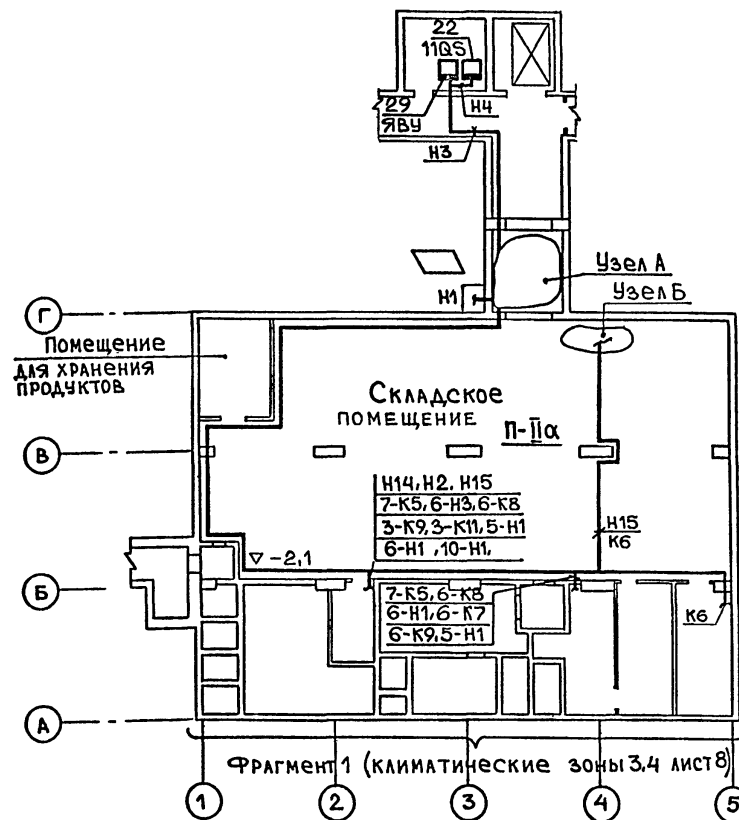 22
11QS
29
ЯВУ
Н4
Н3
Узел А
Н1
Узел Б
Г
Помещение
для хранения
продуктов
Складское
помещение
П-IIа
В
Н14, Н2, Н15
7-К5, 6-Н3, 6-К8
3-К9, 3-К11, 5-Н1
6-Н1, 10-Н1,
Н15
К6
▽ -2,1
Б
7-К5, 6-К8
6-Н1, 6-К7
6-К9, 5-Н1
К6
А
Фрагмент 1 (климатические зоны 3,4 лист 8)
1 2 3 4 5